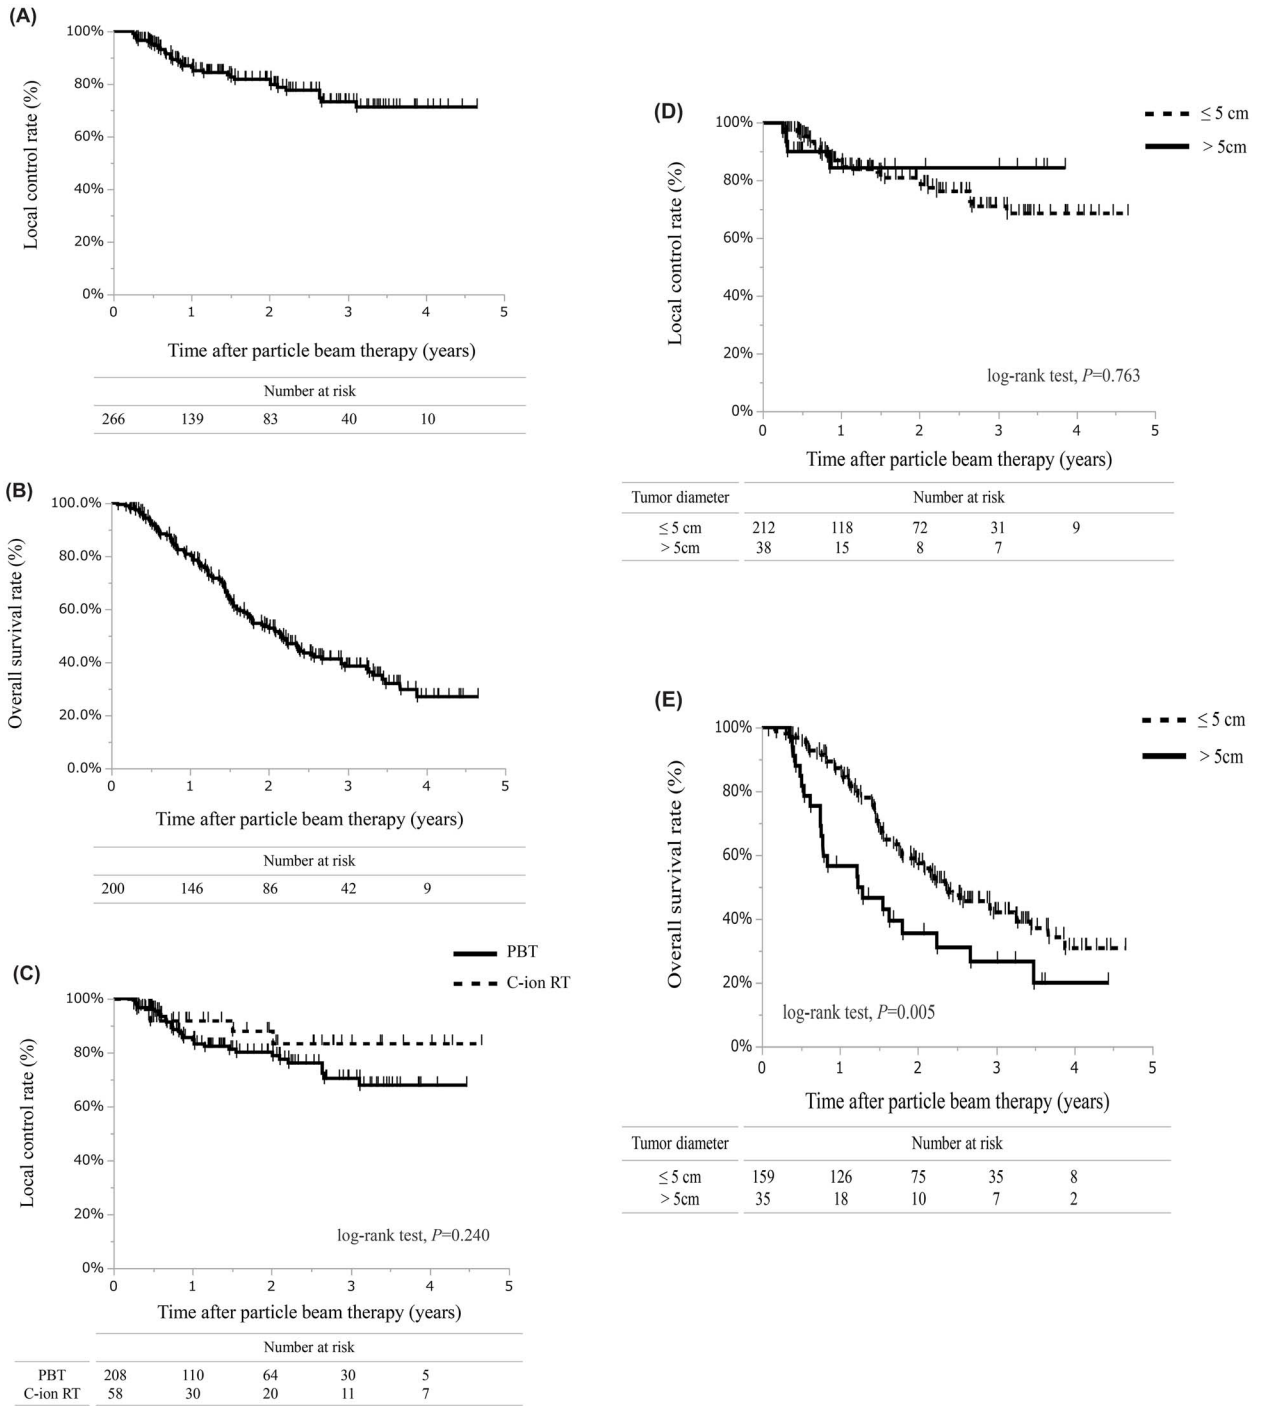 (A)
100%
80%
60%
40%
20%
0%
Local control rate (%)
0 1 2 3 4 5
Time after particle beam therapy (years)
Number at risk
266 139 83 40 10
(B)
100.0%
80.0%
60.0%
40.0%
20.0%
0.0%
Overall survival rate (%)
0 1 2 3 4 5
Time after particle beam therapy (years)
Number at risk
200 146 86 42 9
(C)
PBT
C-ion RT
100%
80%
60%
40%
20%
0%
Local control rate (%)
log-rank test, P=0.240
0 1 2 3 4 5
Time after particle beam therapy (years)
Number at risk
PBT 208 110 64 30 5
C-ion RT 58 30 20 11 7
(D)
≤ 5 cm
> 5cm
100%
80%
60%
40%
20%
0%
Local control rate (%)
log-rank test, P=0.763
0 1 2 3 4 5
Time after particle beam therapy (years)
Tumor diameter Number at risk
≤ 5 cm 212 118 72 31 9
> 5cm 38 15 8 7
(E)
≤ 5 cm
> 5cm
100%
80%
60%
40%
20%
0%
Overall survival rate (%)
log-rank test, P=0.005
0 1 2 3 4 5
Time after particle beam therapy (years)
Tumor diameter Number at risk
≤ 5 cm 159 126 75 35 8
> 5cm 35 18 10 7 2